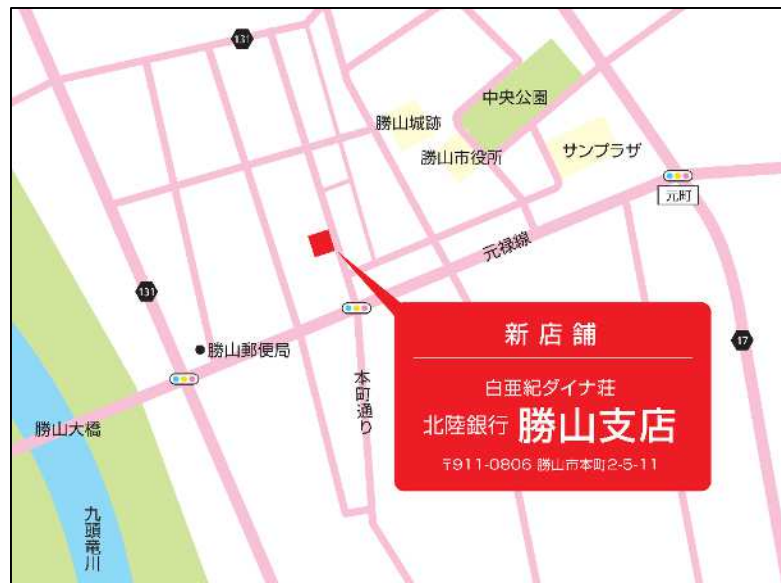 131
中央公園
勝山城跡
勝山市役所
サンプラザ
元町
元禄線
131
勝山郵便局
17
新店舗
白亜紀ダイナ荘
北陸銀行 勝山支店
〒911-0806 勝山市本町2-5-11
本町通り
勝山大橋
九頭竜川